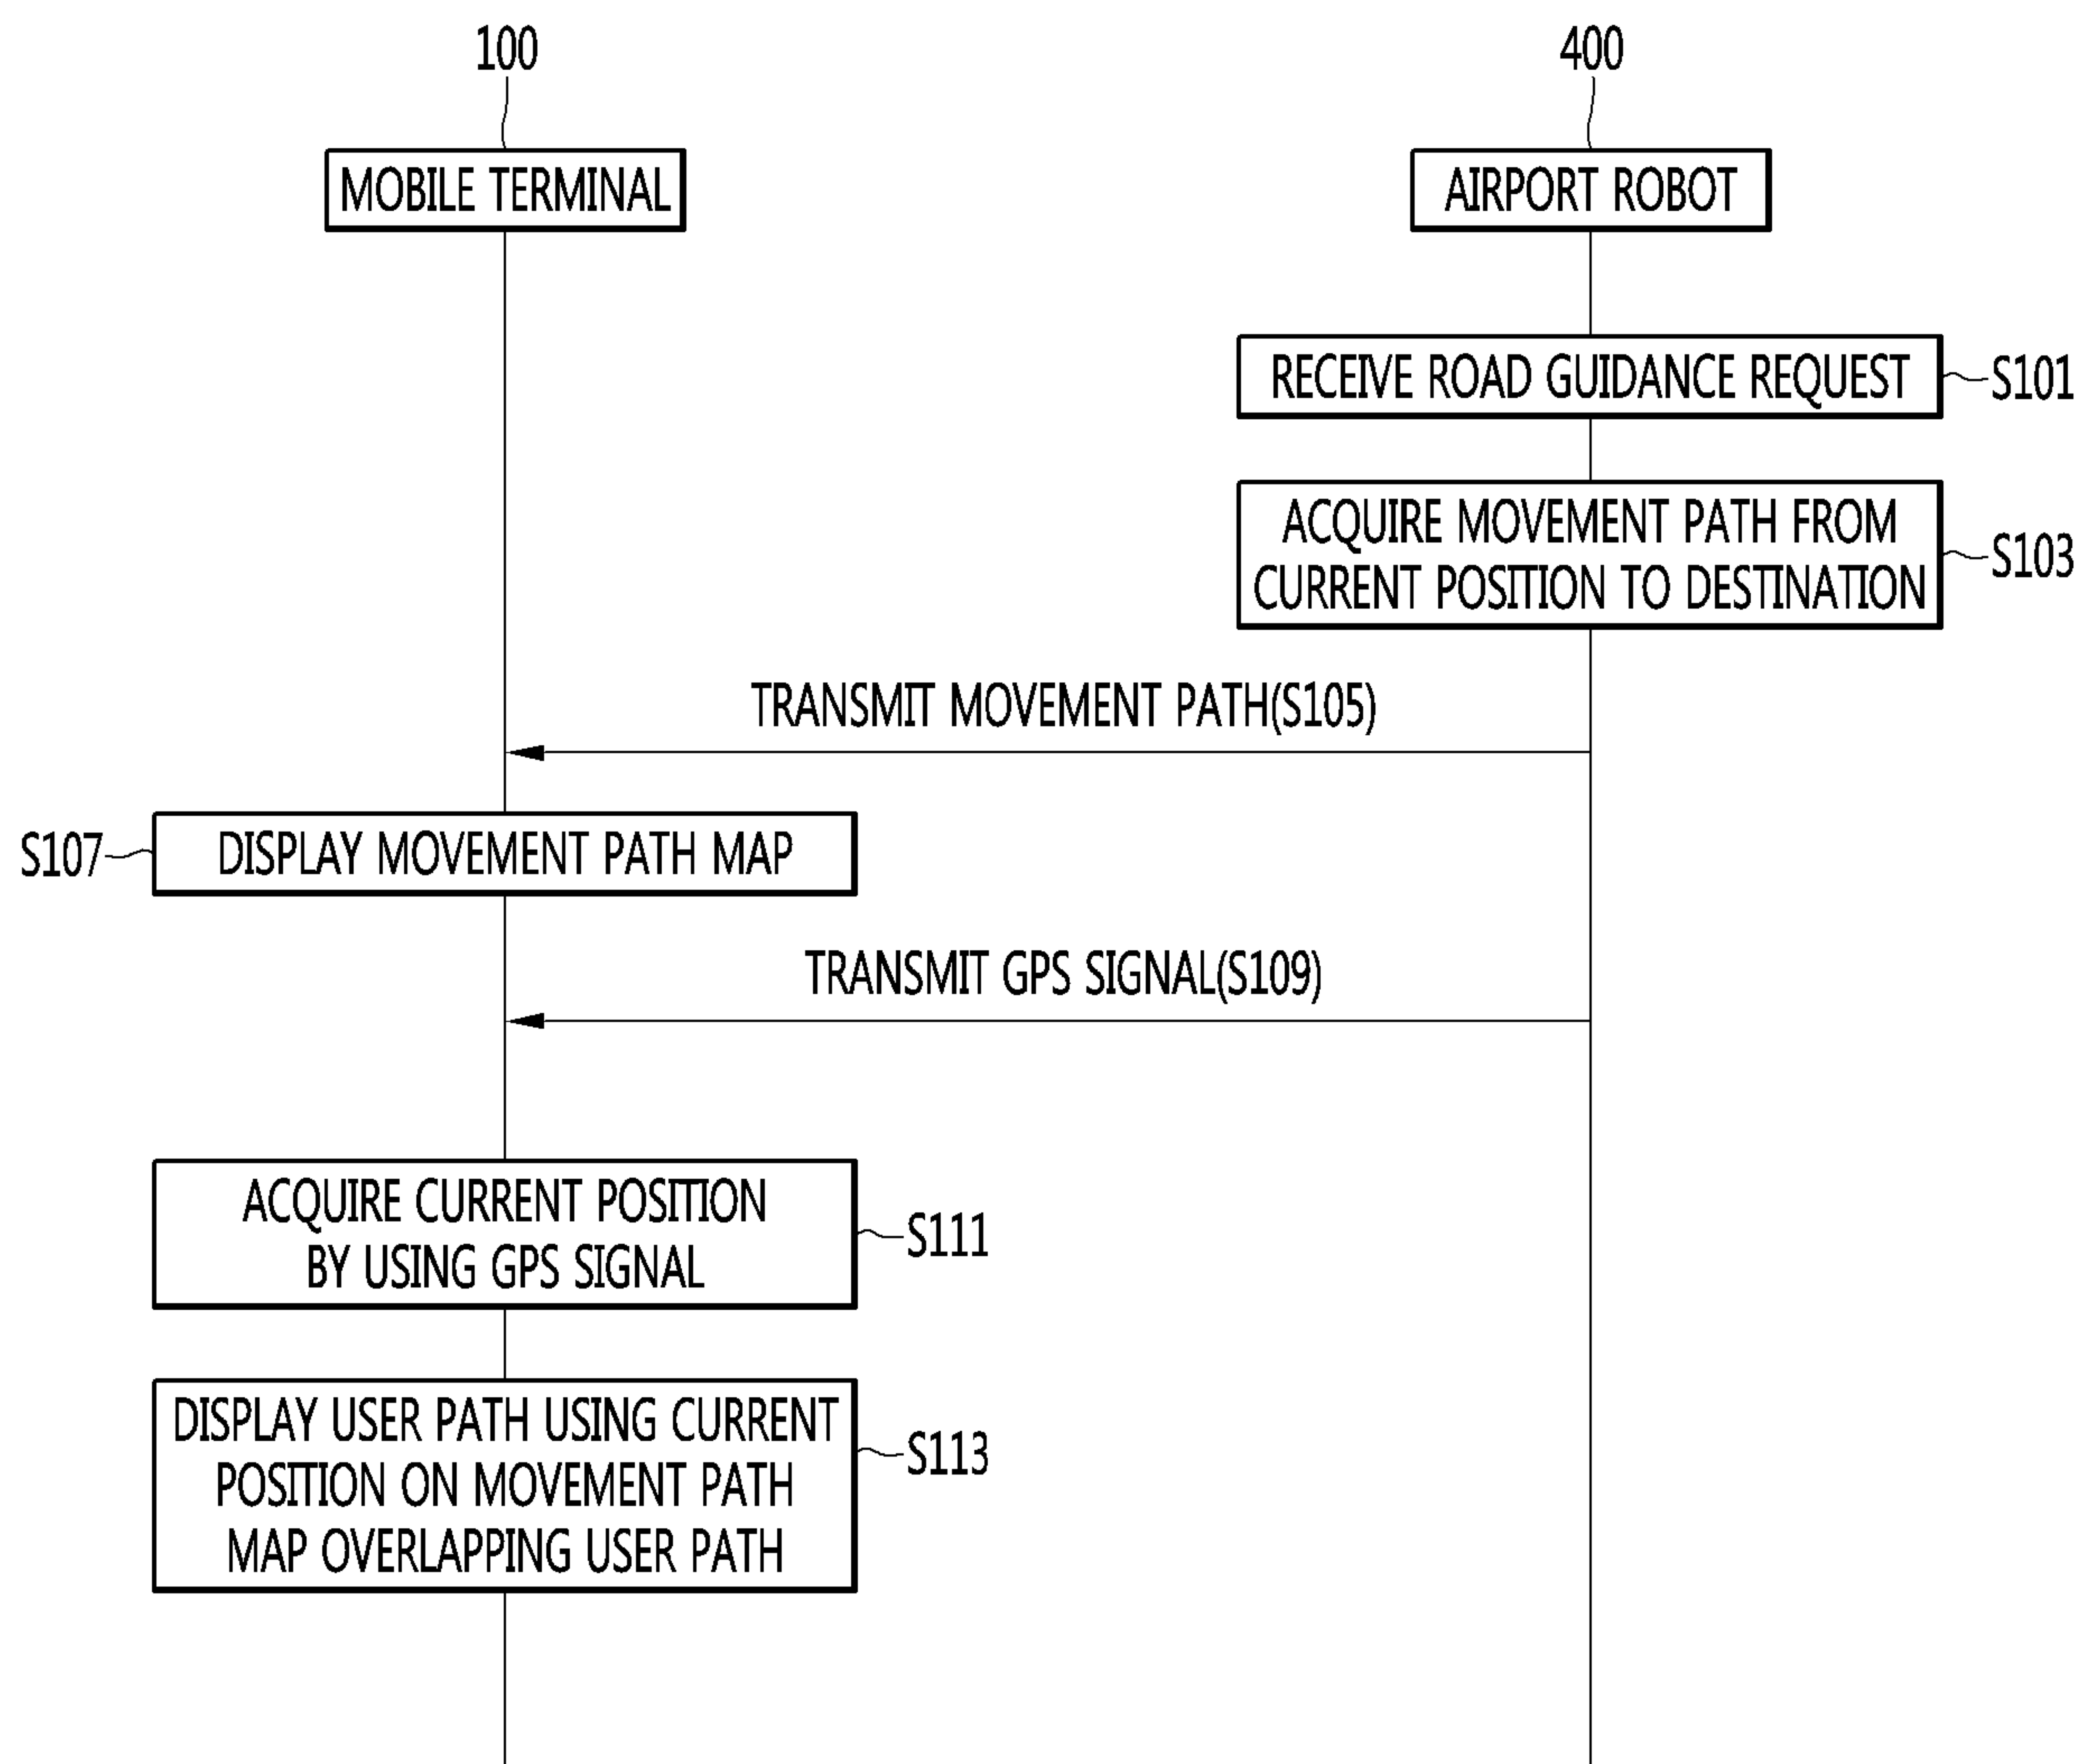 100
400
MOBILE TERMINAL
AIRPORT ROBOT
RECEIVE ROAD GUIDANCE REQUEST
S101
ACQUIRE MOVEMENT PATH FROM
CURRENT POSITION TO DESTINATION
S103
TRANSMIT MOVEMENT PATH(S105)
S107
DISPLAY MOVEMENT PATH MAP
TRANSMIT GPS SIGNAL(S109)
ACQUIRE CURRENT POSITION
BY USING GPS SIGNAL
S111
DISPLAY USER PATH USING CURRENT
POSITION ON MOVEMENT PATH
MAP OVERLAPPING USER PATH
S113